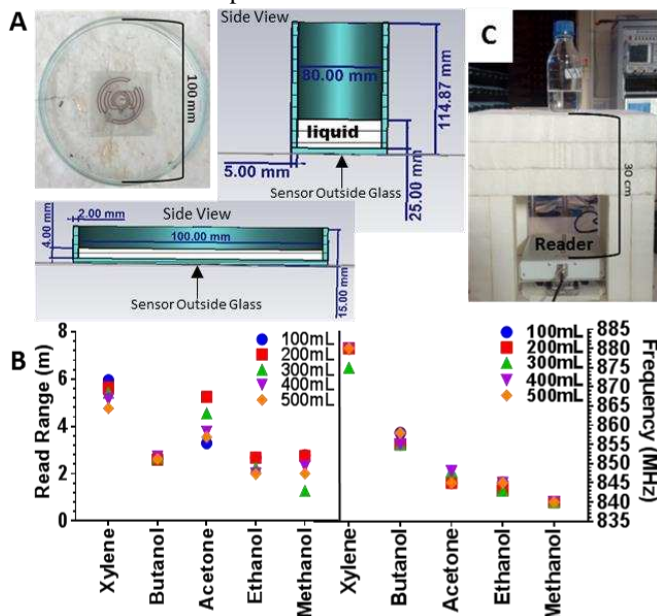 A
100 mm
Side View
80.00 mm
114.87 mm
liquid
5.00 mm
25.00 mm
Sensor Outside Glass
C
30 cm
Reader
Side View
2.00 mm
100.00 mm
4.00 mm
15.00 mm
Sensor Outside Glass
B
Read Range (m)
8
6
4
2
0
100mL
200mL
300mL
400mL
500mL
Xylene
Butanol
Acetone
Ethanol
Methanol
100mL
200mL
300mL
400mL
500mL
Xylene
Butanol
Acetone
Ethanol
Methanol
885
880
875
870
865
860
855
850
845
840
835
Frequency (MHz)